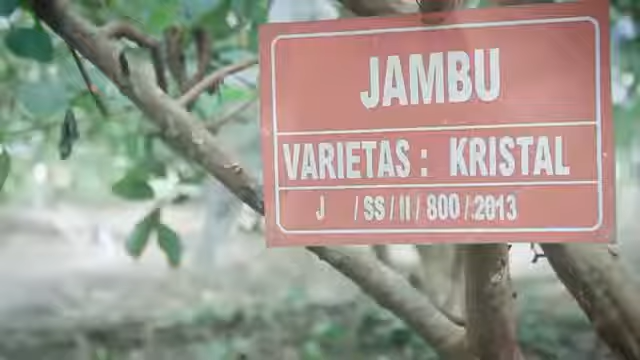 JAMBU
VARIETAS : KRISTAL
J / SS / II / 800 / 2013